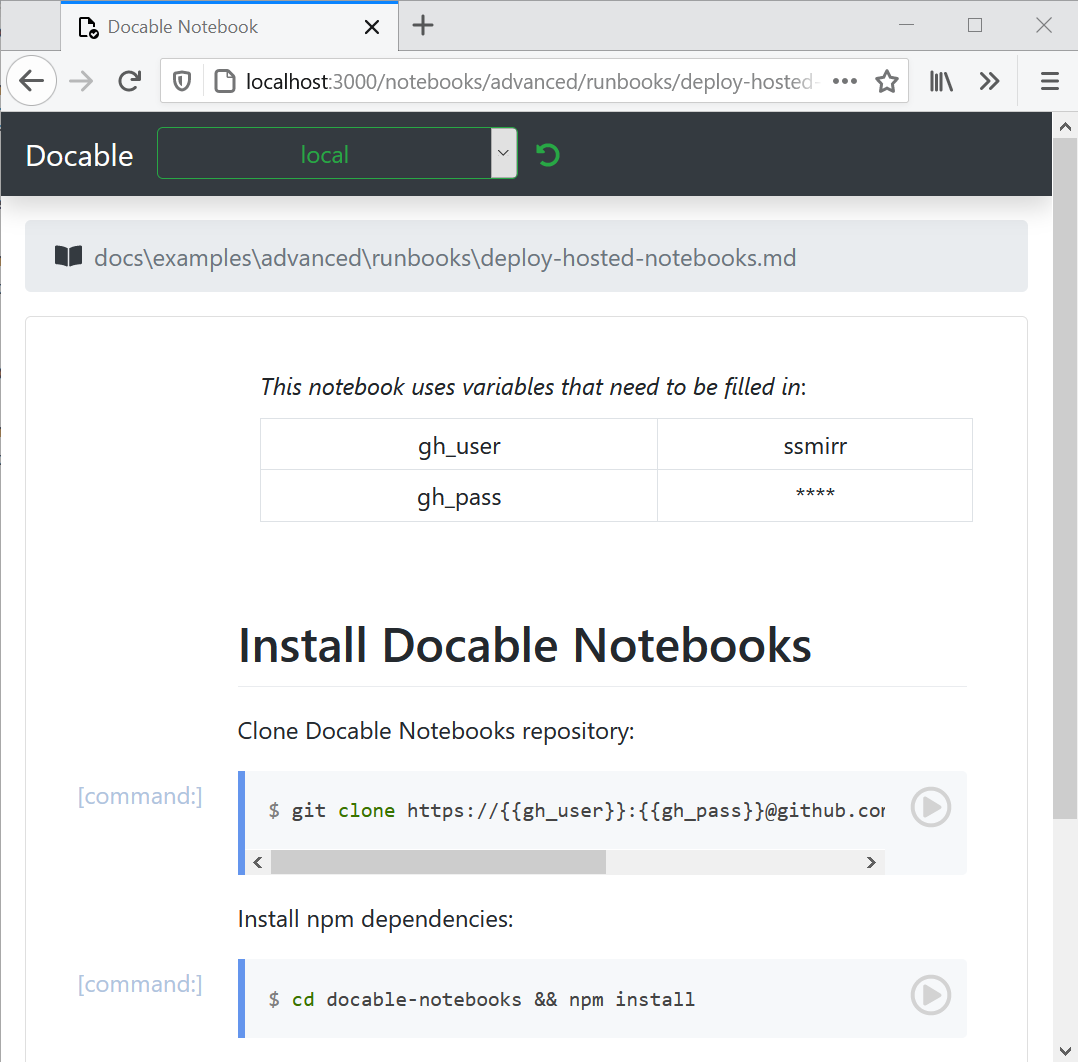 Docable Notebook
localhost:3000/notebooks/advanced/runbooks/deploy-hosted-
Docable
local
docs\examples\advanced\runbooks\deploy-hosted-notebooks.md
This notebook uses variables that need to be filled in:
gh_user ssmirr
gh_pass ****
Install Docable Notebooks
Clone Docable Notebooks repository:
[command:]
$ git clone https://{{gh_user}}:{{gh_pass}}@github.com
Install npm dependencies:
[command:]
$ cd docable-notebooks && npm install